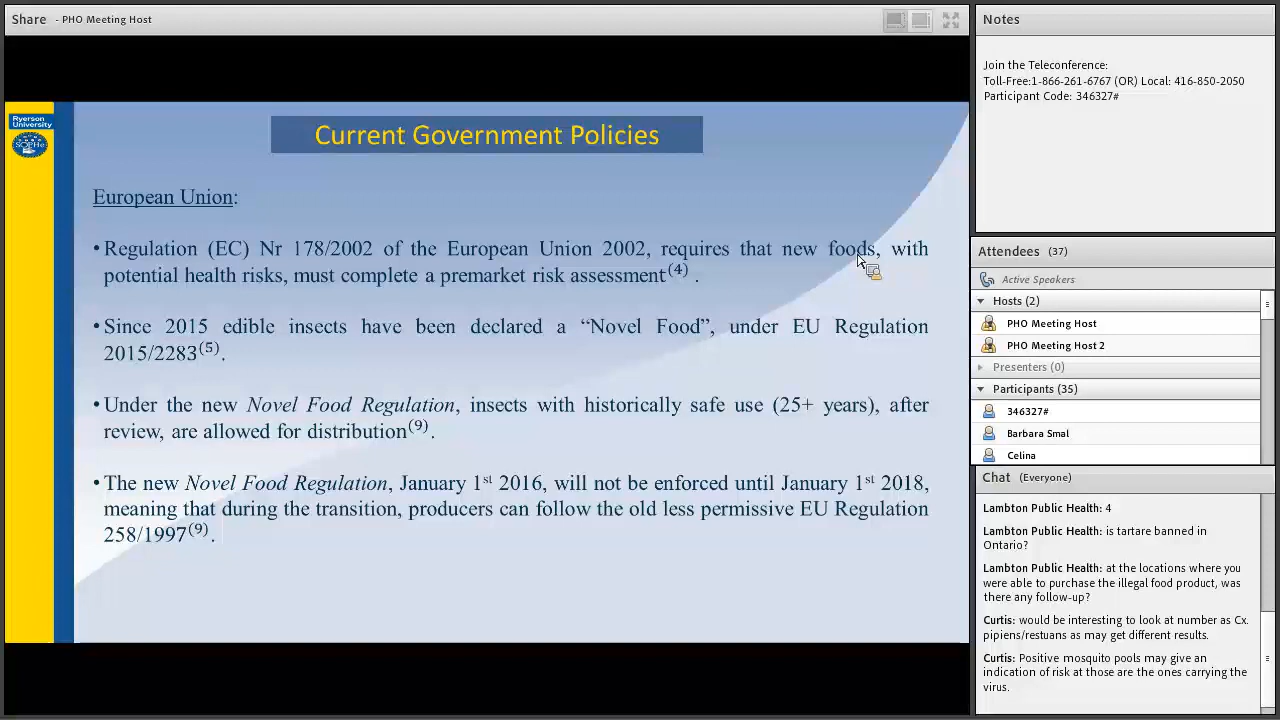 Share - PHO Meeting Host
Ryerson
University
SOPHe
Current Government Policies
European Union:
• Regulation (EC) Nr 178/2002 of the European Union 2002, requires that new foods, with
potential health risks, must complete a premarket risk assessment(4) .
• Since 2015 edible insects have been declared a “Novel Food”, under EU Regulation
2015/2283(5).
• Under the new Novel Food Regulation, insects with historically safe use (25+ years), after
review, are allowed for distribution(9).
• The new Novel Food Regulation, January 1st 2016, will not be enforced until January 1st 2018,
meaning that during the transition, producers can follow the old less permissive EU Regulation
258/1997(9).
Notes
Join the Teleconference:
Toll-Free:1-866-261-6767 (OR) Local: 416-850-2050
Participant Code: 346327#
Attendees (37)
Active Speakers
Hosts (2)
PHO Meeting Host
PHO Meeting Host 2
Presenters (0)
Participants (35)
346327#
Barbara Smal
Celina
Chat (Everyone)
Lambton Public Health: 4
Lambton Public Health: is tartare banned in
Ontario?
Lambton Public Health: at the locations where you
were able to purchase the illegal food product, was
there any follow-up?
Curtis: would be interesting to look at number as Cx.
pipiens/restuans as may get different results.
Curtis: Positive mosquito pools may give an
indication of risk at those are the ones carrying the
virus.